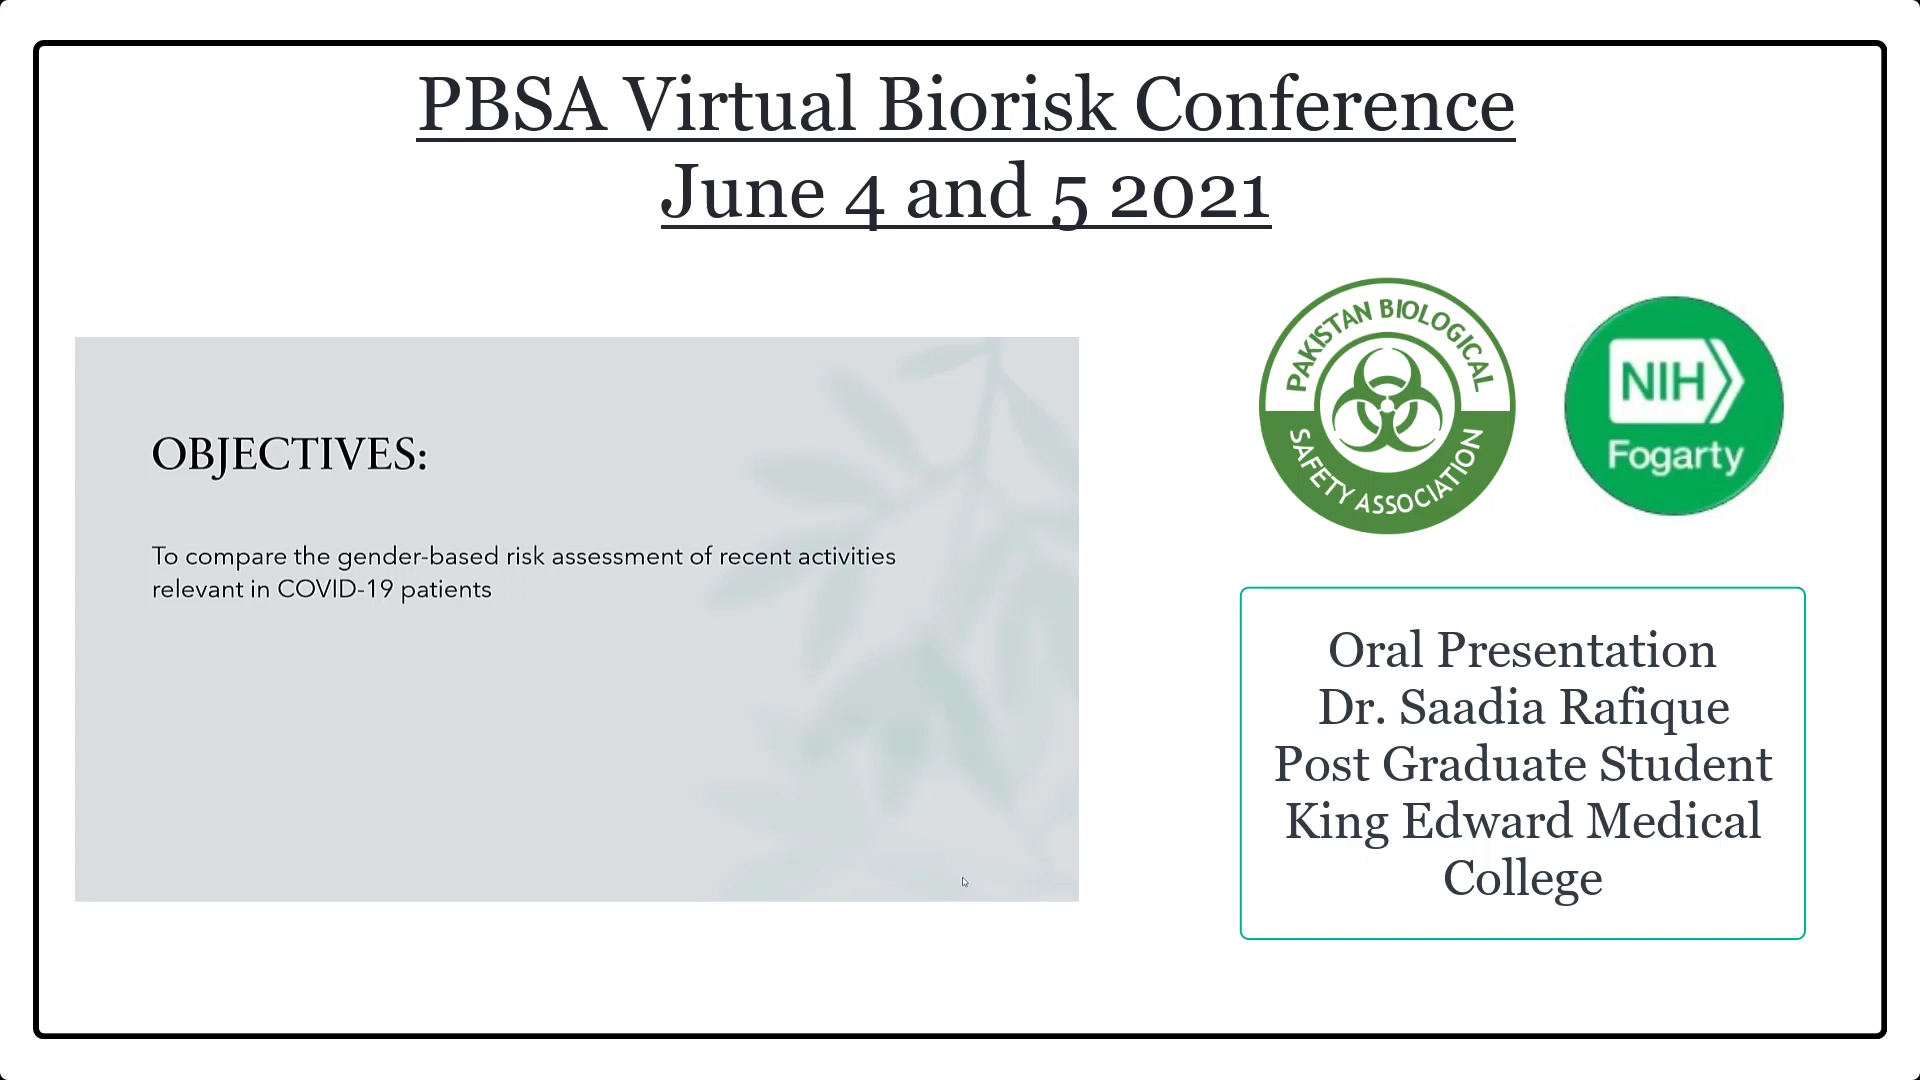 PBSA Virtual Biorisk Conference
June 4 and 5 2021
OBJECTIVES:
To compare the gender-based risk assessment of recent activities
relevant in COVID-19 patients
PAKISTAN BIOLOGICAL
SAFETY ASSOCIATION
NIH
Fogarty
Oral Presentation
Dr. Saadia Rafique
Post Graduate Student
King Edward Medical
College